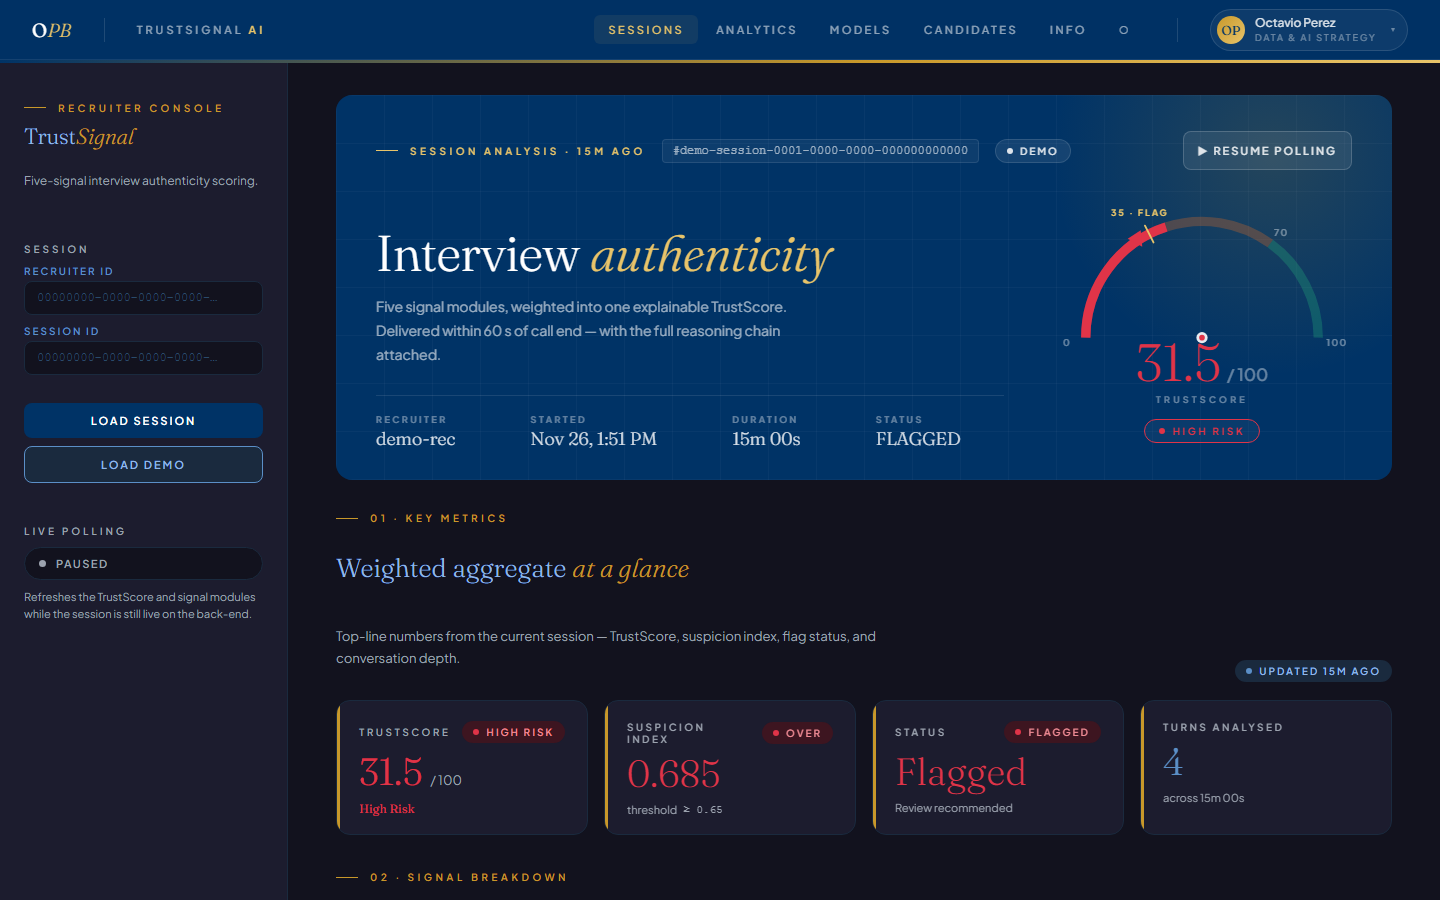 OPB
TRUSTSIGNAL AI
SESSIONS
ANALYTICS
MODELS
CANDIDATES
INFO
OP
Octavio Perez
DATA & AI STRATEGY
RECRUITER CONSOLE
TrustSignal
Five-signal interview authenticity scoring.
SESSION
RECRUITER ID
00000000-0000-0000-0000-…
SESSION ID
00000000-0000-0000-0000-…
LOAD SESSION
LOAD DEMO
LIVE POLLING
PAUSED
Refreshes the TrustScore and signal modules
while the session is still live on the back-end.
SESSION ANALYSIS · 15M AGO
#demo-session-0001-0000-0000-000000000000
DEMO
RESUME POLLING
Interview authenticity
Five signal modules, weighted into one explainable TrustScore.
Delivered within 60 s of call end — with the full reasoning chain
attached.
RECRUITER
demo-rec
STARTED
Nov 26, 1:51 PM
DURATION
15m 00s
STATUS
FLAGGED
35 · FLAG
70
0
100
31.5 /100
TRUSTSCORE
HIGH RISK
01 · KEY METRICS
Weighted aggregate at a glance
Top-line numbers from the current session — TrustScore, suspicion index, flag status, and
conversation depth.
UPDATED 15M AGO
TRUSTSCORE
HIGH RISK
31.5 /100
High Risk
SUSPICION
INDEX
OVER
0.685
threshold ≥ 0.65
STATUS
FLAGGED
Flagged
Review recommended
TURNS ANALYSED
4
across 15m 00s
02 · SIGNAL BREAKDOWN